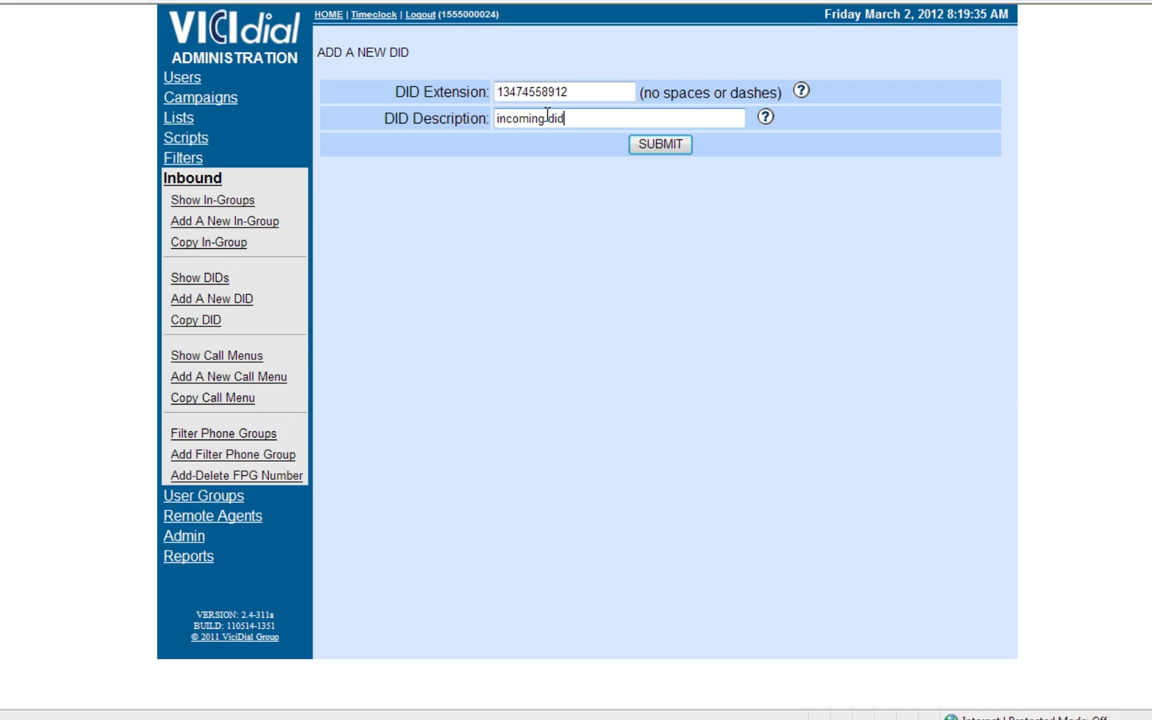 VICIdial
ADMINISTRATION
HOME | Timeclock | Logout (1555000024)
Friday March 2, 2012 8:19:35 AM
Users
Campaigns
Lists
Scripts
Filters
Inbound
Show In-Groups
Add A New In-Group
Copy In-Group
Show DIDs
Add A New DID
Copy DID
Show Call Menus
Add A New Call Menu
Copy Call Menu
Filter Phone Groups
Add Filter Phone Group
Add-Delete FPG Number
User Groups
Remote Agents
Admin
Reports
VERSION: 2.4-311a
BUILD: 110514-1351
© 2011 ViciDial Group
ADD A NEW DID
DID Extension: 13474558912 (no spaces or dashes) ?
DID Description: incoming did ?
SUBMIT
Internet | Protected Mode: Off